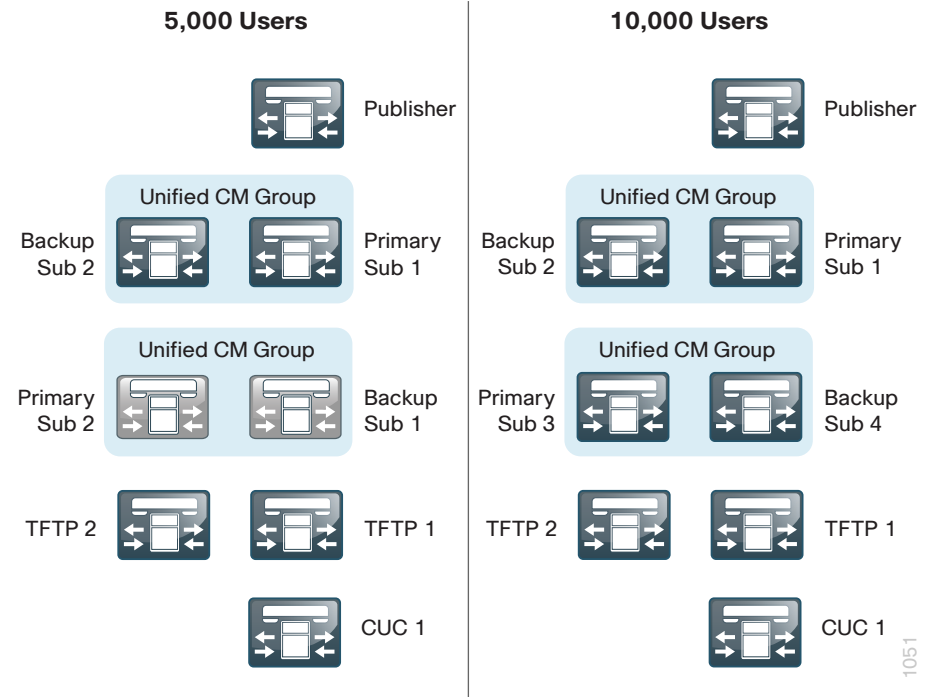 5,000 Users
10,000 Users
Publisher
Publisher
Unified CM Group
Unified CM Group
Backup
Sub 2
Primary
Sub 1
Backup
Sub 2
Primary
Sub 1
Unified CM Group
Unified CM Group
Primary
Sub 2
Backup
Sub 1
Primary
Sub 3
Backup
Sub 4
TFTP 2
TFTP 1
TFTP 2
TFTP 1
CUC 1
CUC 1
1051